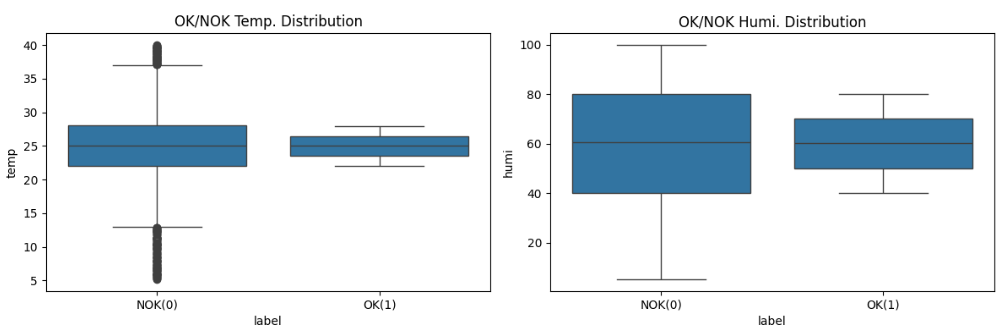 OK/NOK Temp. Distribution
40
35
30
25
20
15
10
5
temp
NOK(0)
OK(1)
label
OK/NOK Humi. Distribution
100
80
60
40
20
humi
NOK(0)
OK(1)
label